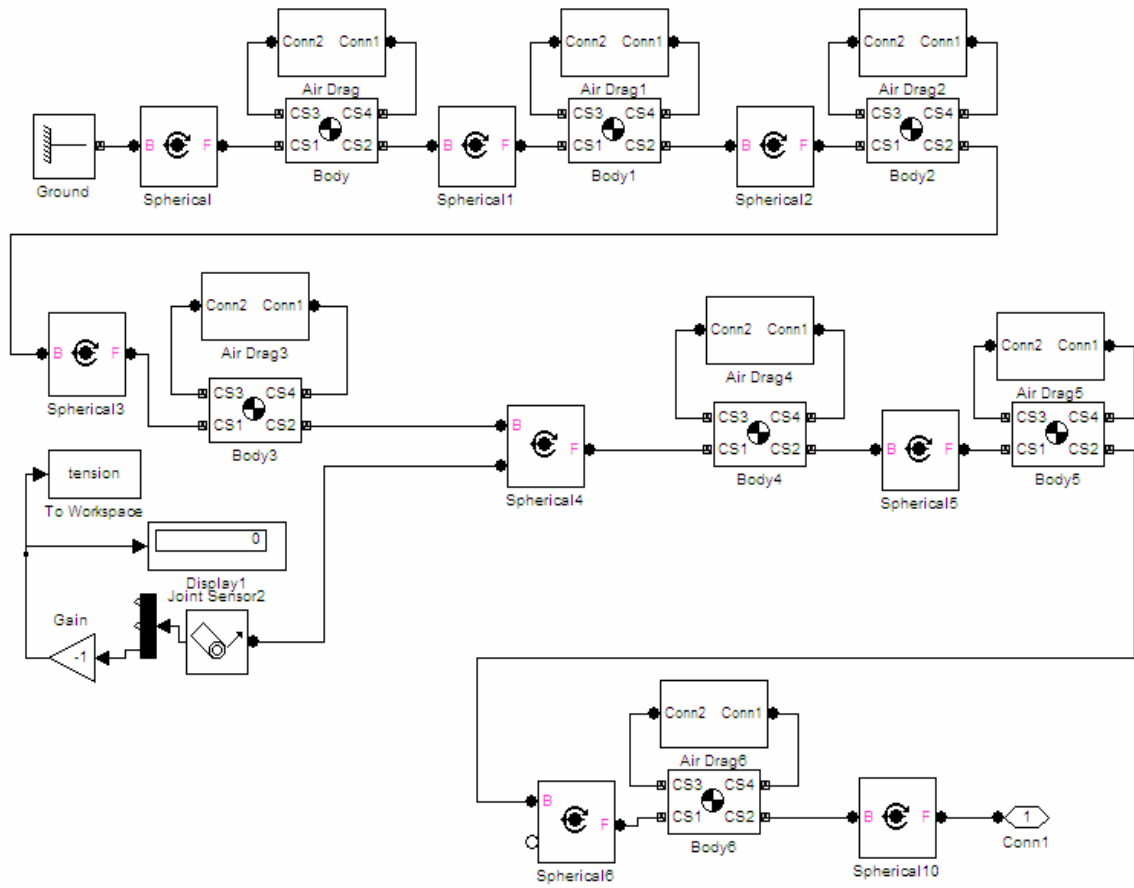 Conn2 Conn1
Conn2 Conn1
Conn2 Conn1
Air Drag
Air Drag1
Air Drag2
CS3 CS4
CS1 CS2
CS3 CS4
CS1 CS2
CS3 CS4
CS1 CS2
B F
B F
B F
Ground
Spherical
Body
Spherical1
Body1
Spherical2
Body2
Conn2 Conn1
Air Drag3
B F
Spherical3
CS3 CS4
CS1 CS2
Body3
Conn2 Conn1
Air Drag4
CS3 CS4
CS1 CS2
Body4
Conn2 Conn1
Air Drag5
CS3 CS4
CS1 CS2
Body5
B F
Spherical4
B F
Spherical5
tension
To Workspace
0
Display1
Joint Sensor2
Gain
-1
Conn2 Conn1
Air Drag6
CS3 CS4
CS1 CS2
Body6
B F
Spherical6
B F
Spherical10
1
Conn1